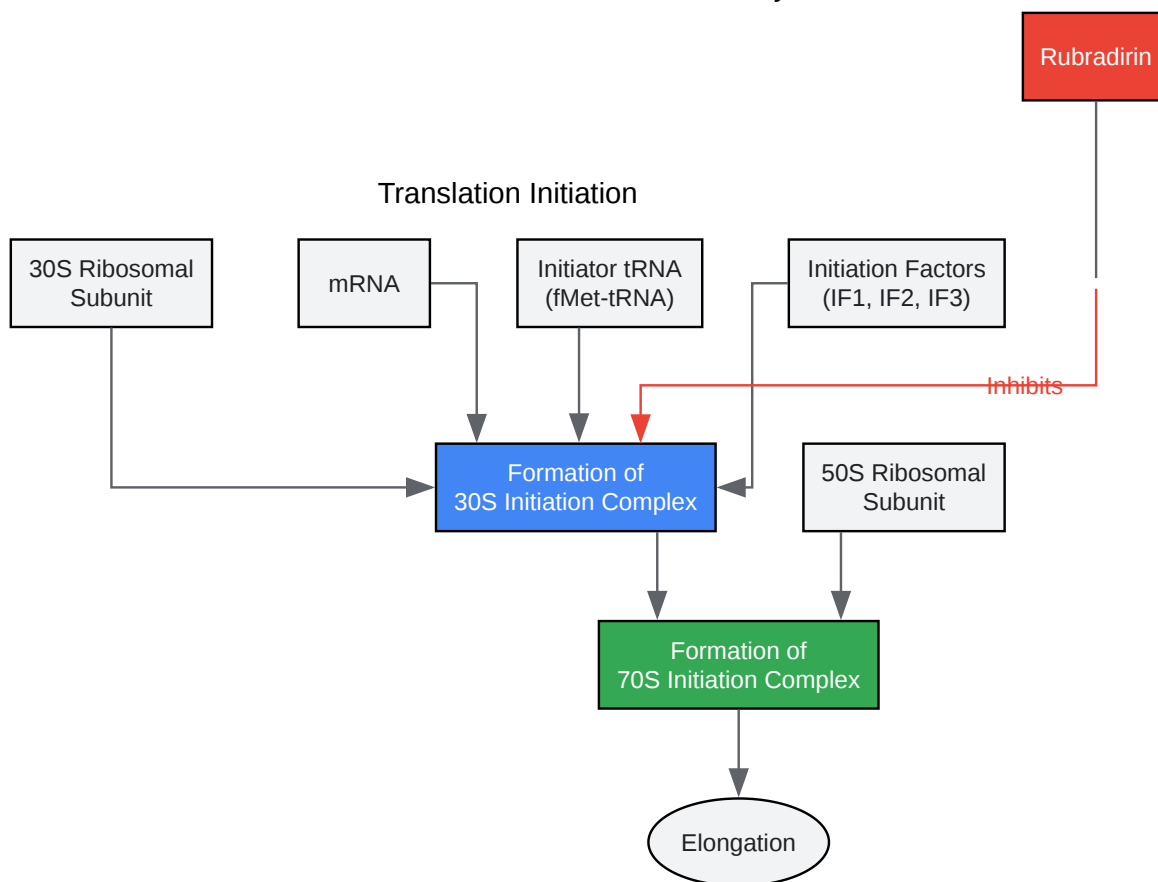 Rubradirin
Translation Initiation
30S Ribosomal
Subunit
mRNA
Initiator tRNA
(fMet-tRNA)
Initiation Factors
(IF1, IF2, IF3)
Inhibits
Formation of
30S Initiation Complex
50S Ribosomal
Subunit
Formation of
70S Initiation Complex
Elongation